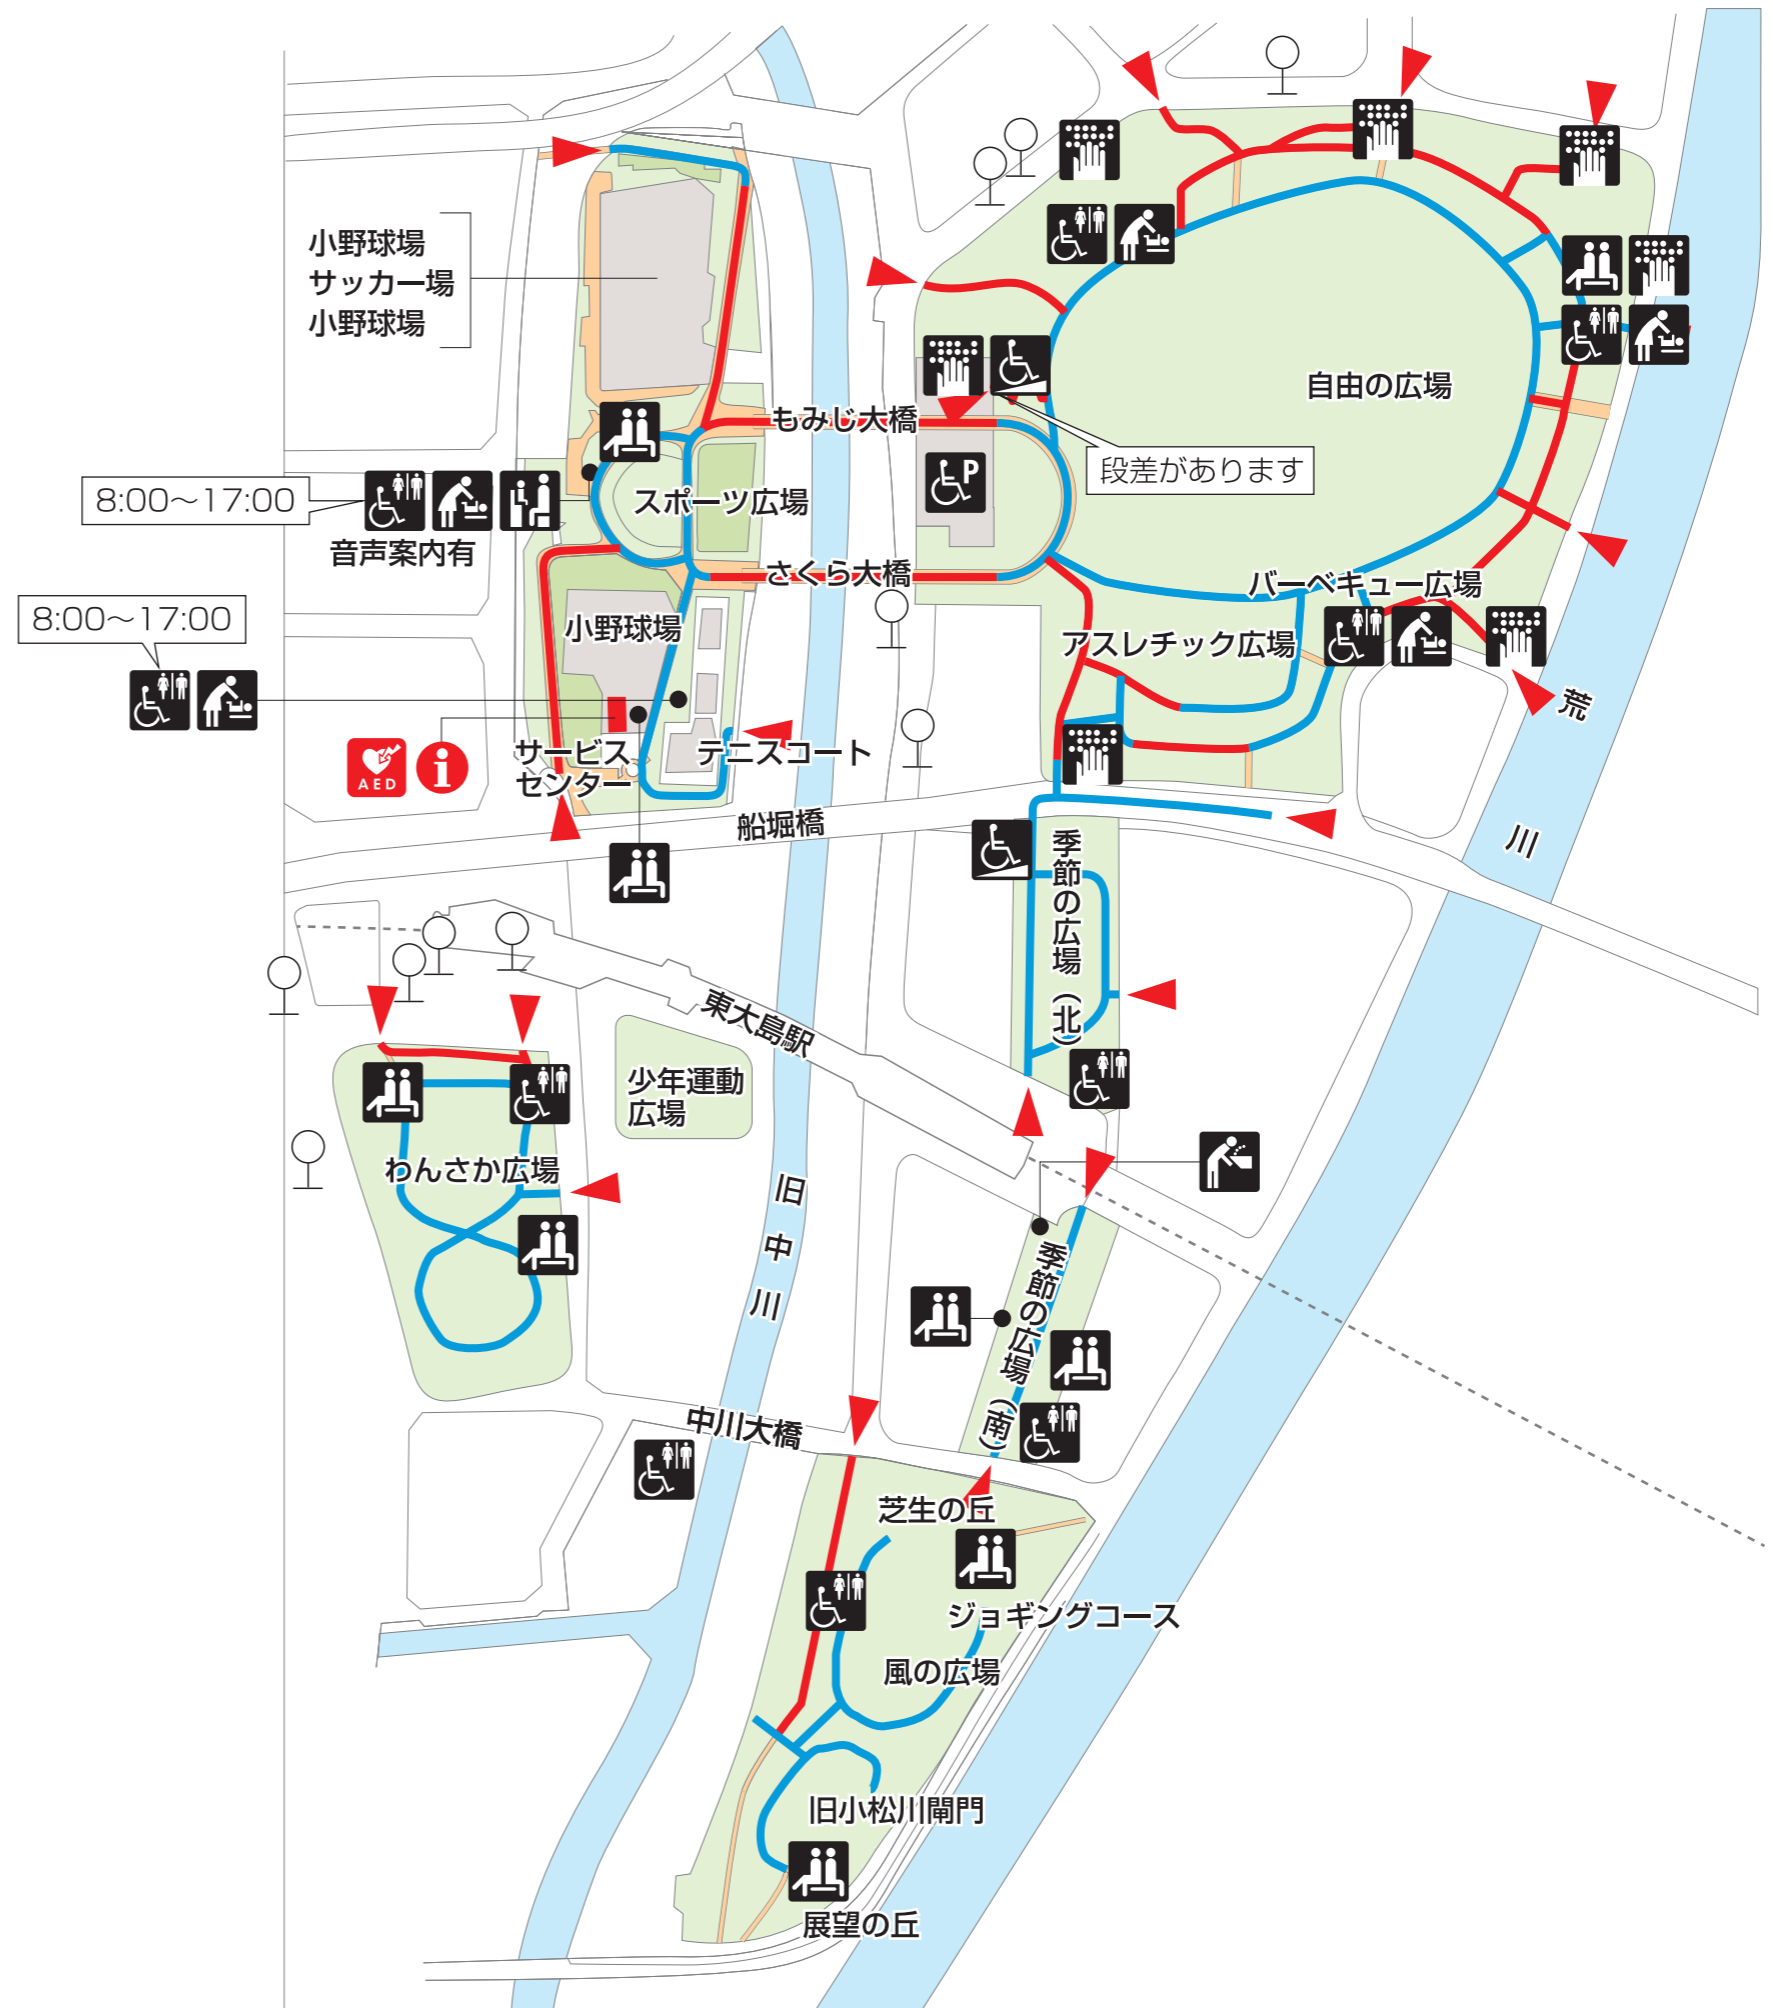 小野球場
サッカー場
小野球場
自由の広場
もみじ大橋
P
段差があります
8:00〜17:00
音声案内有
スポーツ広場
さくら大橋
バーベキュー広場
8:00〜17:00
小野球場
アスレチック広場
荒川
AED
i
サービス
センター
テニスコート
船堀橋
季節の広場（北）
東大島駅
少年運動
広場
わんさか広場
旧中川
季節の広場（南）
中川大橋
芝生の丘
ジョギングコース
風の広場
旧小松川閘門
展望の丘